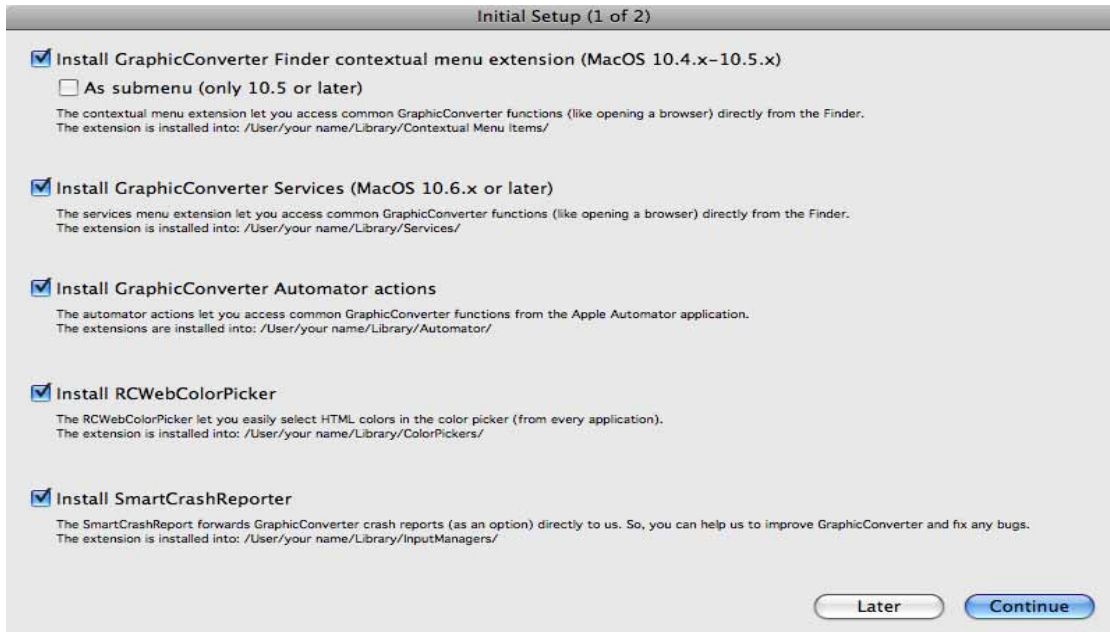 Initial Setup (1 of 2)
Install GraphicConverter Finder contextual menu extension (MacOS 10.4.x-10.5.x)
As submenu (only 10.5 or later)
The contextual menu extension let you access common GraphicConverter functions (like opening a browser) directly from the Finder.
The extension is installed into: /User/your name/Library/Contextual Menu Items/
Install GraphicConverter Services (MacOS 10.6.x or later)
The services menu extension let you access common GraphicConverter functions (like opening a browser) directly from the Finder.
The extension is installed into: /User/your name/Library/Services/
Install GraphicConverter Automator actions
The automator actions let you access common GraphicConverter functions from the Apple Automator application.
The extensions are installed into: /User/your name/Library/Automator/
Install RCWebColorPicker
The RCWebColorPicker let you easily select HTML colors in the color picker (from every application).
The extension is installed into: /User/your name/Library/ColorPickers/
Install SmartCrashReporter
The SmartCrashReport forwards GraphicConverter crash reports (as an option) directly to us. So, you can help us to improve GraphicConverter and fix any bugs.
The extension is installed into: /User/your name/Library/InputManagers/
Later Continue